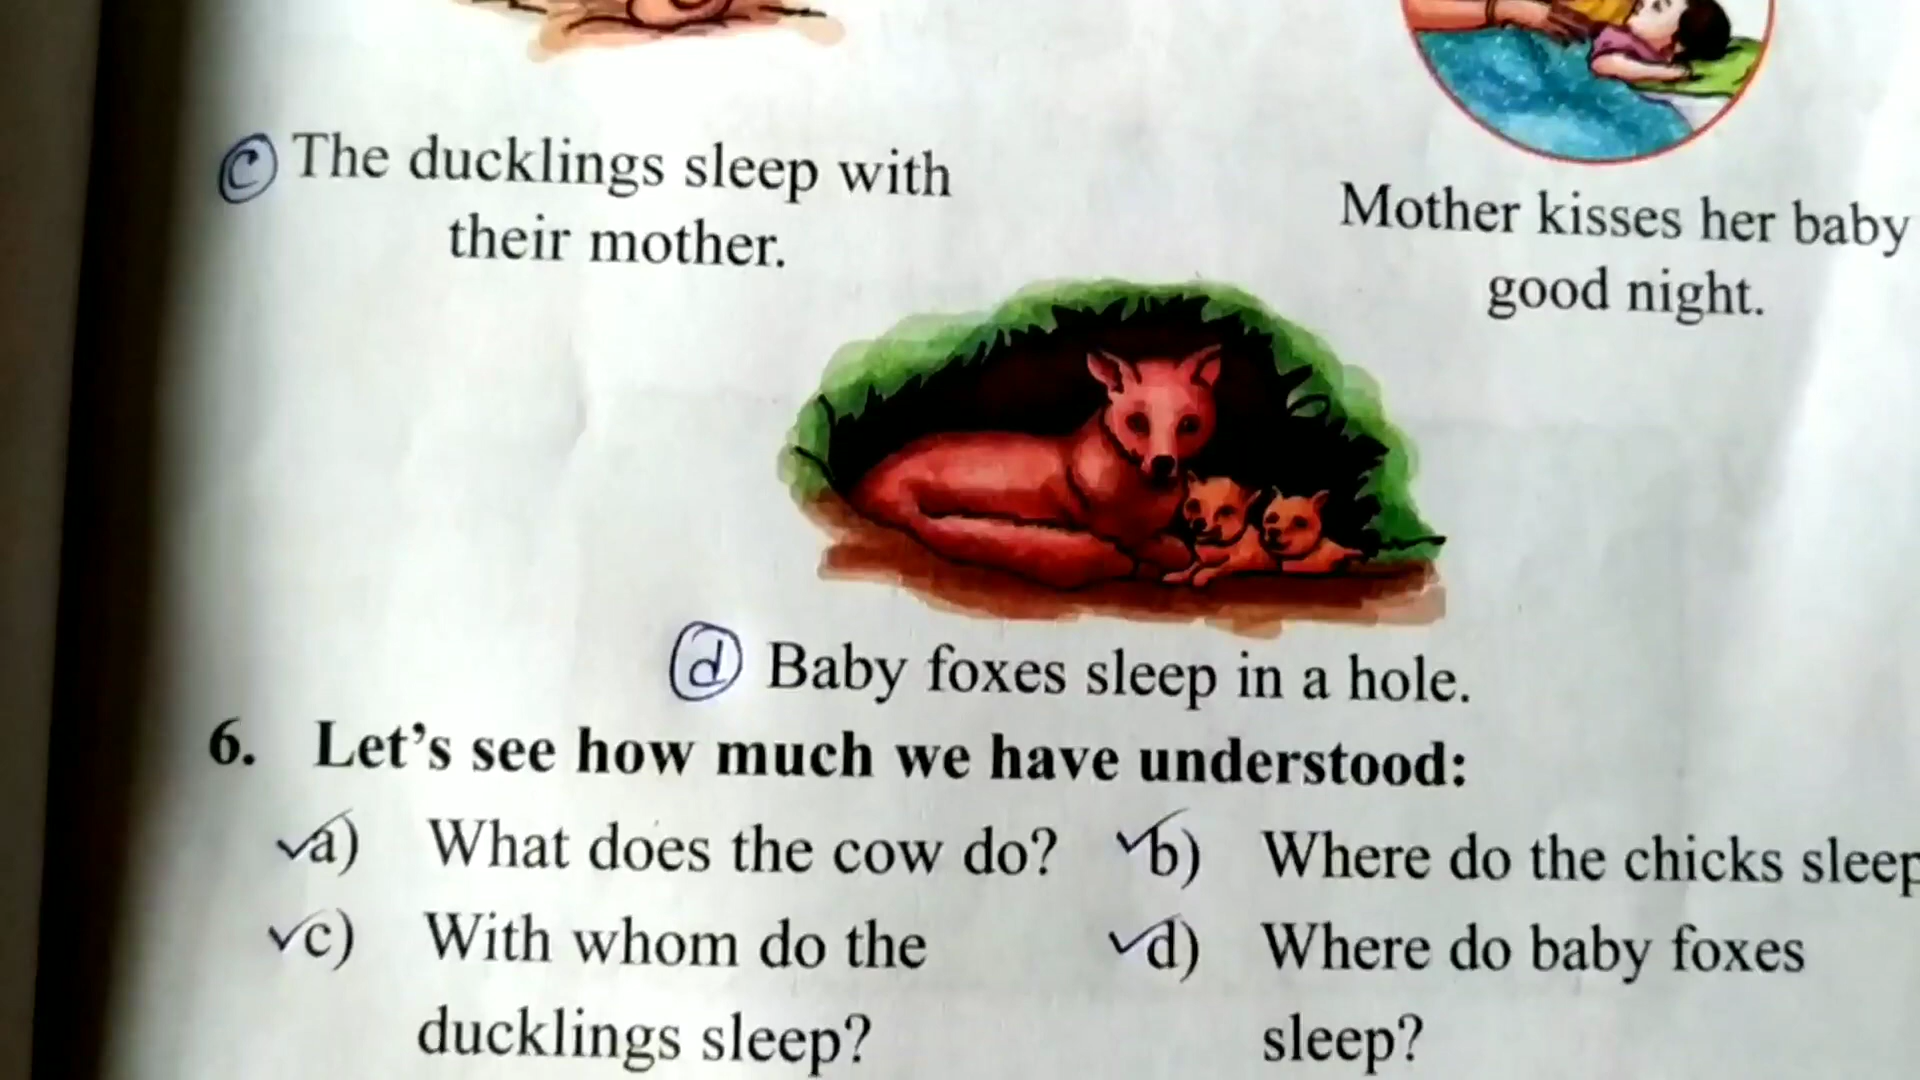 c The ducklings sleep with
their mother.
Mother kisses her baby
good night.
d Baby foxes sleep in a hole.
6. Let's see how much we have understood:
a) What does the cow do? b) Where do the chicks sleep
c) With whom do the d) Where do baby foxes
ducklings sleep? sleep?